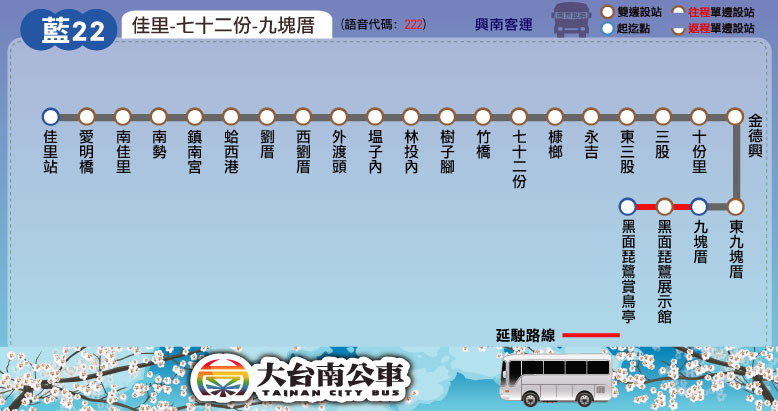 藍22
佳里-七十二份-九塊厝
(語音代碼：222)
興南客運
雙邊設站
往程單邊設站
起迄點
返程單邊設站
佳里站
愛明橋
南佳里
南勢
鎮南宮
蛤西港
劉厝
西劉厝
外渡頭
塭子內
林投內
樹子腳
竹橋
七十二份
槺榔
永吉
東三股
三股
十份里
金德興
黑面琵鷺賞鳥亭
黑面琵鷺展示館
九塊厝
東九塊厝
延駛路線
大台南公車
TAINAN CITY BUS